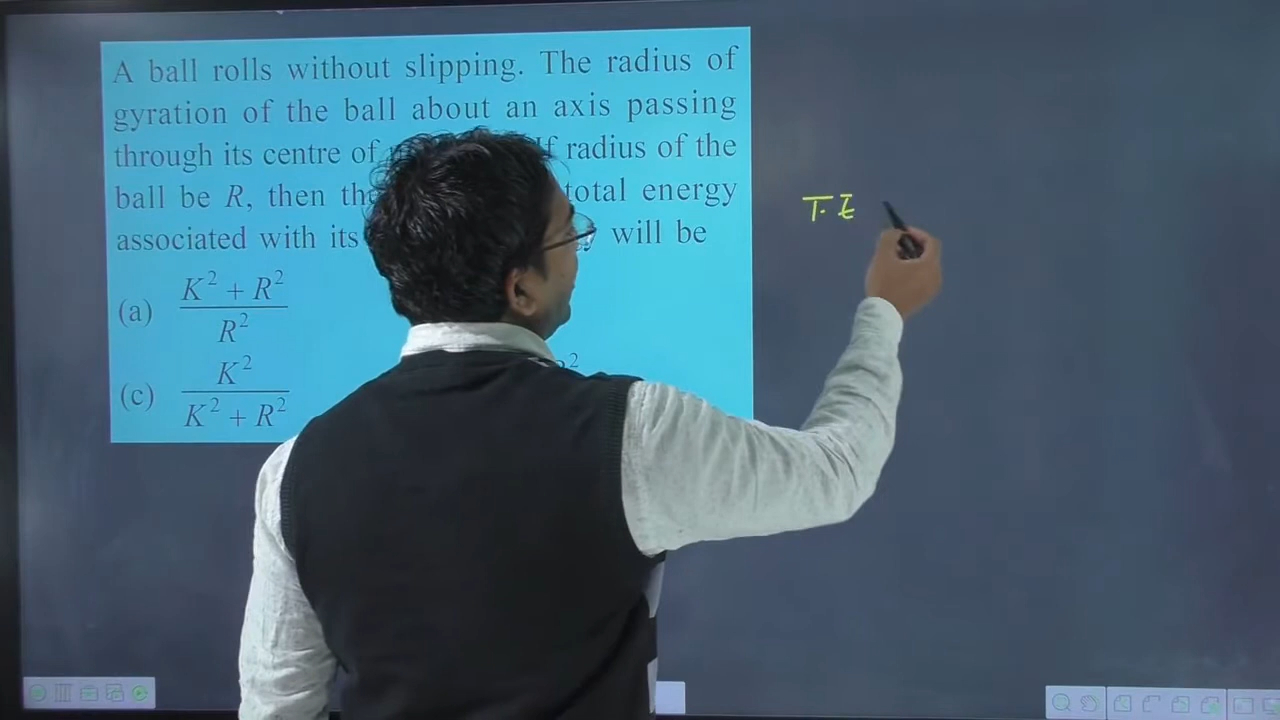 A ball rolls without slipping. The radius of
gyration of the ball about an axis passing
through its centre of If radius of the
ball be R, then total energy
associated with its will be
T.E
(a) K² + R² / R²
(c) K² / K² + R²